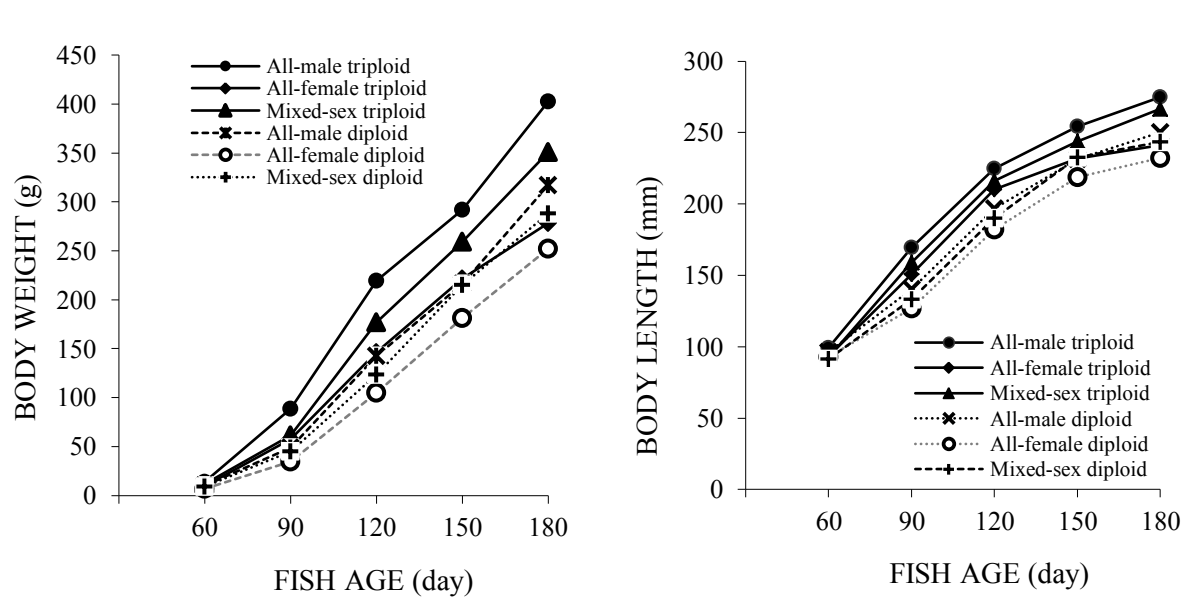 450
400
350
300
250
200
150
100
50
0
BODY WEIGHT (g)
All-male triploid
All-female triploid
Mixed-sex triploid
All-male diploid
All-female diploid
Mixed-sex diploid
60 90 120 150 180
FISH AGE (day)
300
250
200
150
100
50
0
BODY LENGTH (mm)
All-male triploid
All-female triploid
Mixed-sex triploid
All-male diploid
All-female diploid
Mixed-sex diploid
60 90 120 150 180
FISH AGE (day)